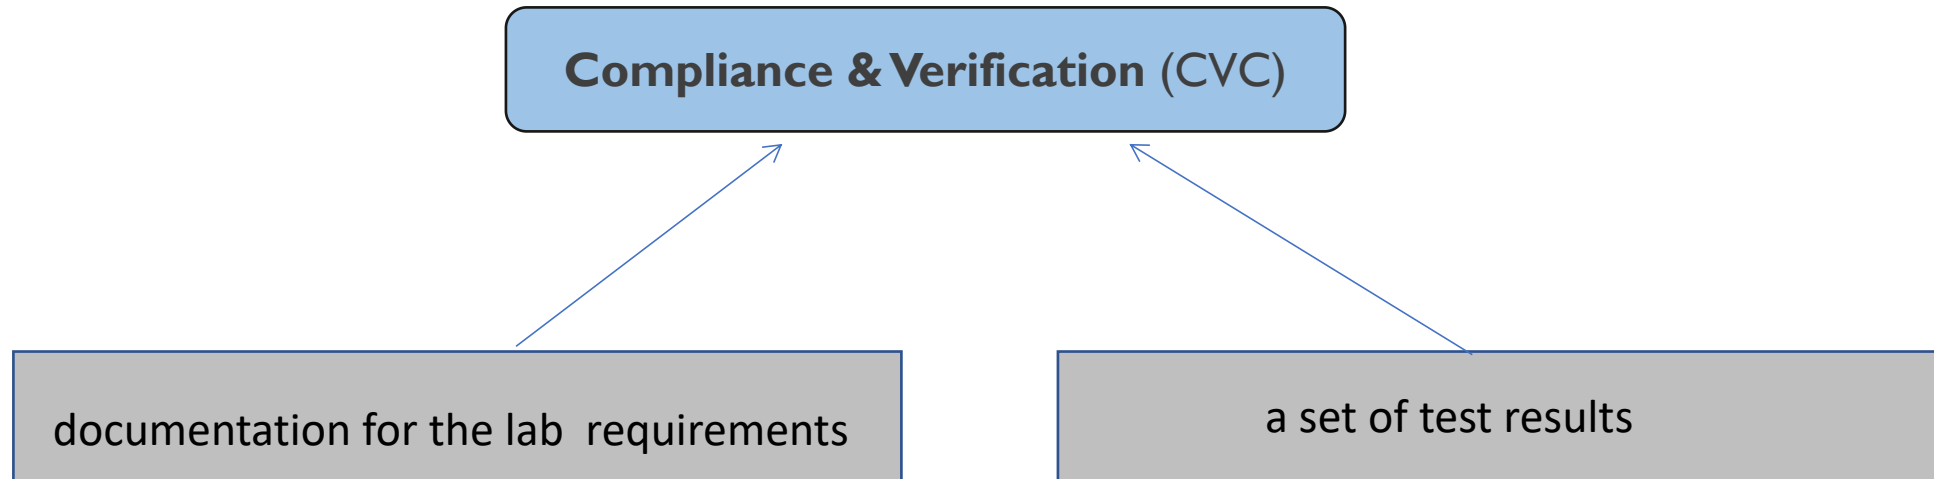 Compliance & Verification (CVC)
documentation for the lab requirements
a set of test results